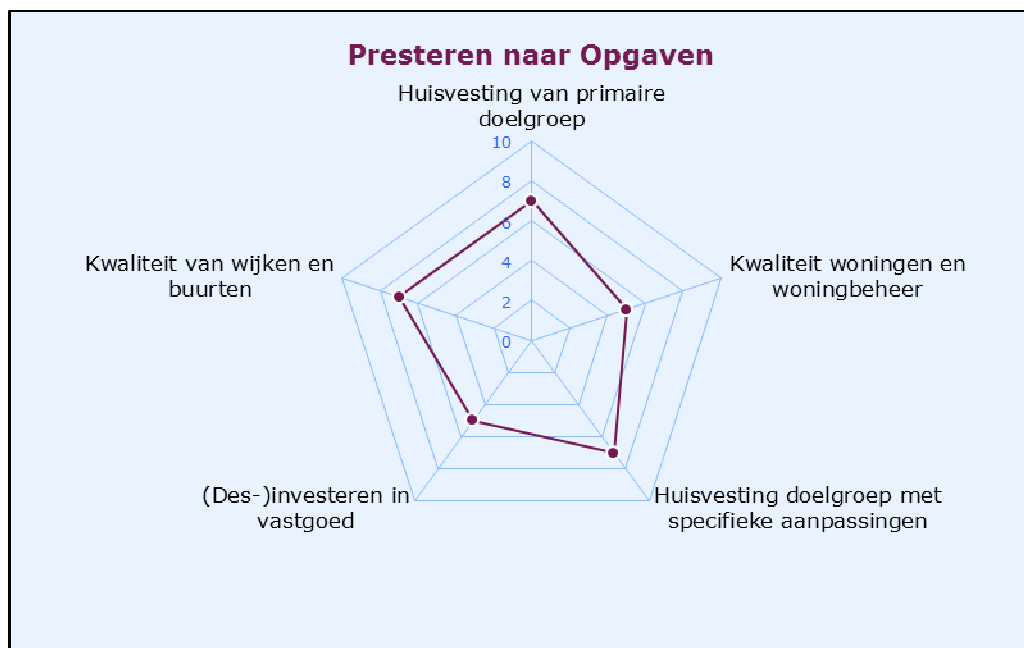 Presteren naar Opgaven
Huisvesting van primaire
doelgroep
10
8
6
4
2
0
Kwaliteit van wijken en
buurten
Kwaliteit woningen en
woningbeheer
(Des-)investeren in
vastgoed
Huisvesting doelgroep met
specifieke aanpassingen